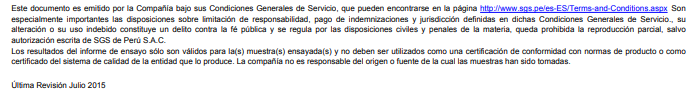 Este documento es emitido por la Compañía bajo sus Condiciones Generales de Servicio, que pueden encontrarse en la página http://www.sgs.pe/es-ES/Terms-and-Conditions.aspx Son
especialmente importantes las disposiciones sobre limitación de responsabilidad, pago de indemnizaciones y jurisdicción definidas en dichas Condiciones Generales de Servicio., su
alteración o su uso indebido constituye un delito contra la fé pública y se regula por las disposiciones civiles y penales de la materia, queda prohibida la reproducción parcial, salvo
autorización escrita de SGS de Perú S.A.C.
Los resultados del informe de ensayo sólo son válidos para la(s) muestra(s) ensayada(s) y no deben ser utilizados como una certificación de conformidad con normas de producto o como
certificado del sistema de calidad de la entidad que lo produce. La compañía no es responsable del origen o fuente de la cual las muestras han sido tomadas.
Última Revisión Julio 2015